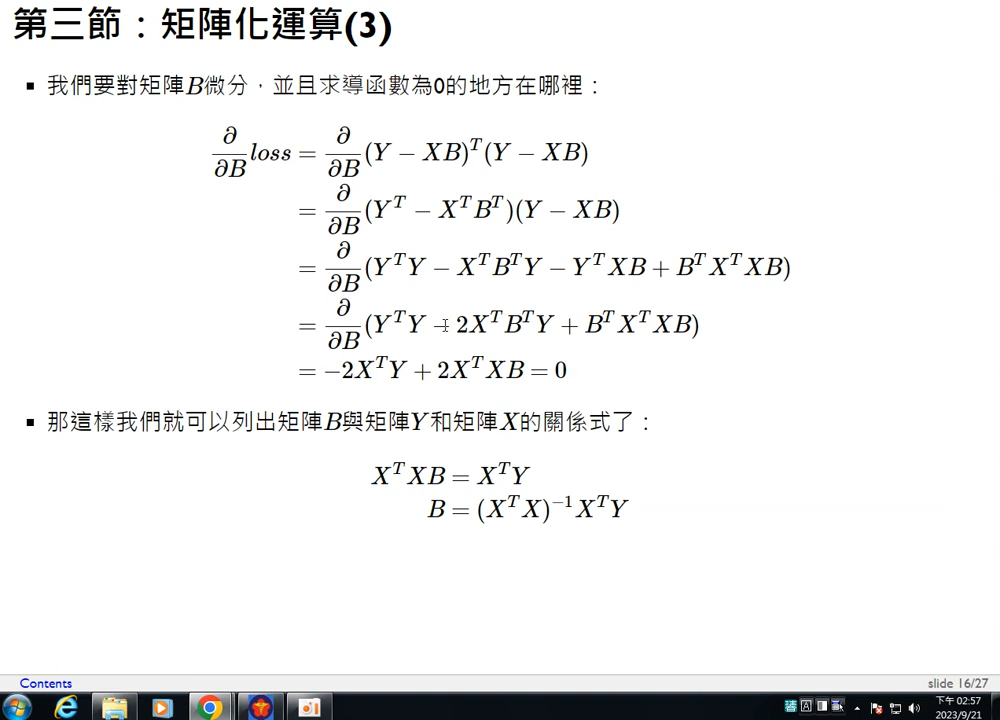 第三節：矩陣化運算(3)
▪ 我們要對矩陣B微分，並且求導函數為0的地方在哪裡：
∂/∂B loss = ∂/∂B (Y − XB)^T(Y − XB)
= ∂/∂B (Y^T − X^T B^T)(Y − XB)
= ∂/∂B (Y^T Y − X^T B^T Y − Y^T XB + B^T X^T XB)
= ∂/∂B (Y^T Y − 2X^T B^T Y + B^T X^T XB)
= −2X^T Y + 2X^T XB = 0
▪ 那這樣我們就可以列出矩陣B與矩陣Y和矩陣X的關係式了：
X^T XB = X^T Y
B = (X^T X)^−1 X^T Y
Contents
slide 16/27
下午 02:57
2023/9/21